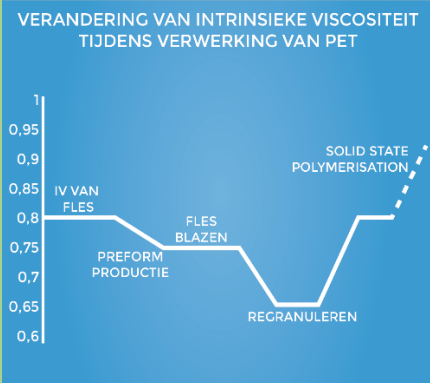 VERANDERING VAN INTRINSIEKE VISCOSITEIT
TIJDENS VERWERKING VAN PET
1
0,95
0,9
0,85
0,8
0,75
0,7
0,65
0,6
IV VAN
FLES
PREFORM
PRODUCTIE
FLES
BLAZEN
REGRANULEREN
SOLID STATE
POLYMERISATION